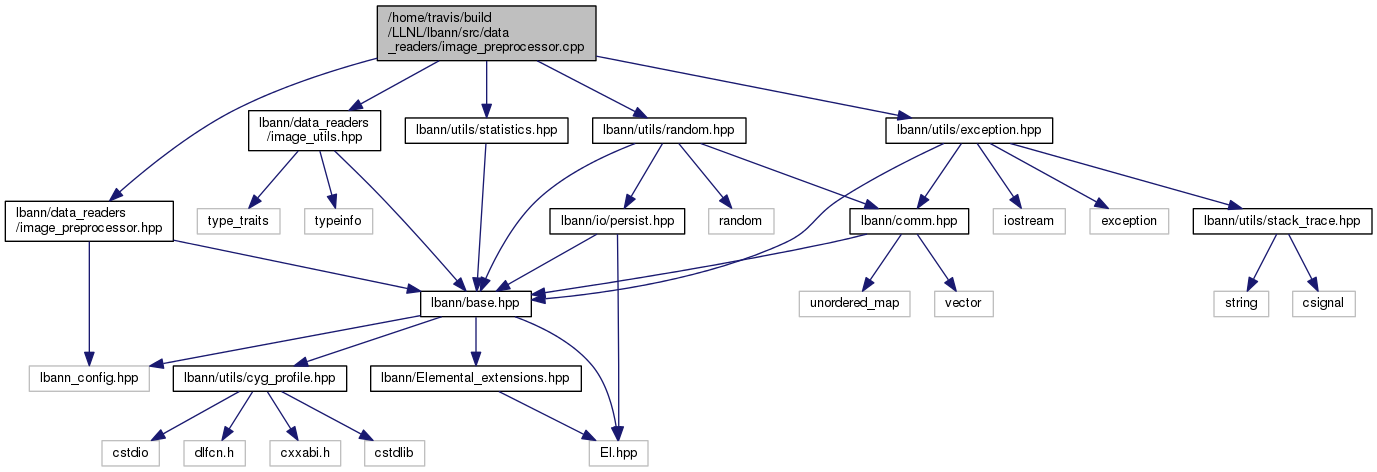 /home/travis/build
/LLNL/lbann/src/data
_readers/image_preprocessor.cpp
lbann/data_readers
/image_utils.hpp
lbann/utils/statistics.hpp
lbann/utils/random.hpp
lbann/utils/exception.hpp
lbann/data_readers
/image_preprocessor.hpp
type_traits
typeinfo
lbann/io/persist.hpp
random
lbann/comm.hpp
iostream
exception
lbann/utils/stack_trace.hpp
lbann/base.hpp
unordered_map
vector
string
csignal
lbann_config.hpp
lbann/utils/cyg_profile.hpp
lbann/Elemental_extensions.hpp
cstdio
dlfcn.h
cxxabi.h
cstdlib
El.hpp